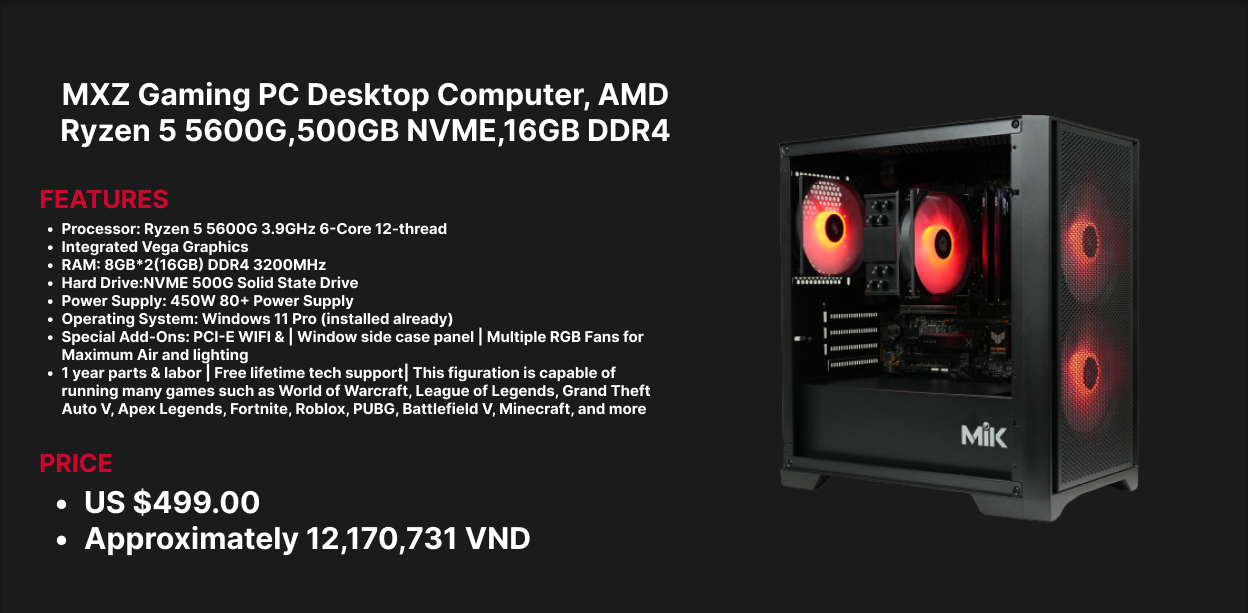 MXZ Gaming PC Desktop Computer, AMD
Ryzen 5 5600G,500GB NVME,16GB DDR4
FEATURES
• Processor: Ryzen 5 5600G 3.9GHz 6-Core 12-thread
• Integrated Vega Graphics
• RAM: 8GB*2(16GB) DDR4 3200MHz
• Hard Drive:NVME 500G Solid State Drive
• Power Supply: 450W 80+ Power Supply
• Operating System: Windows 11 Pro (installed already)
• Special Add-Ons: PCI-E WIFI & | Window side case panel | Multiple RGB Fans for
Maximum Air and lighting
• 1 year parts & labor | Free lifetime tech support| This figuration is capable of
running many games such as World of Warcraft, League of Legends, Grand Theft
Auto V, Apex Legends, Fortnite, Roblox, PUBG, Battlefield V, Minecraft, and more
PRICE
• US $499.00
• Approximately 12,170,731 VND
MiK